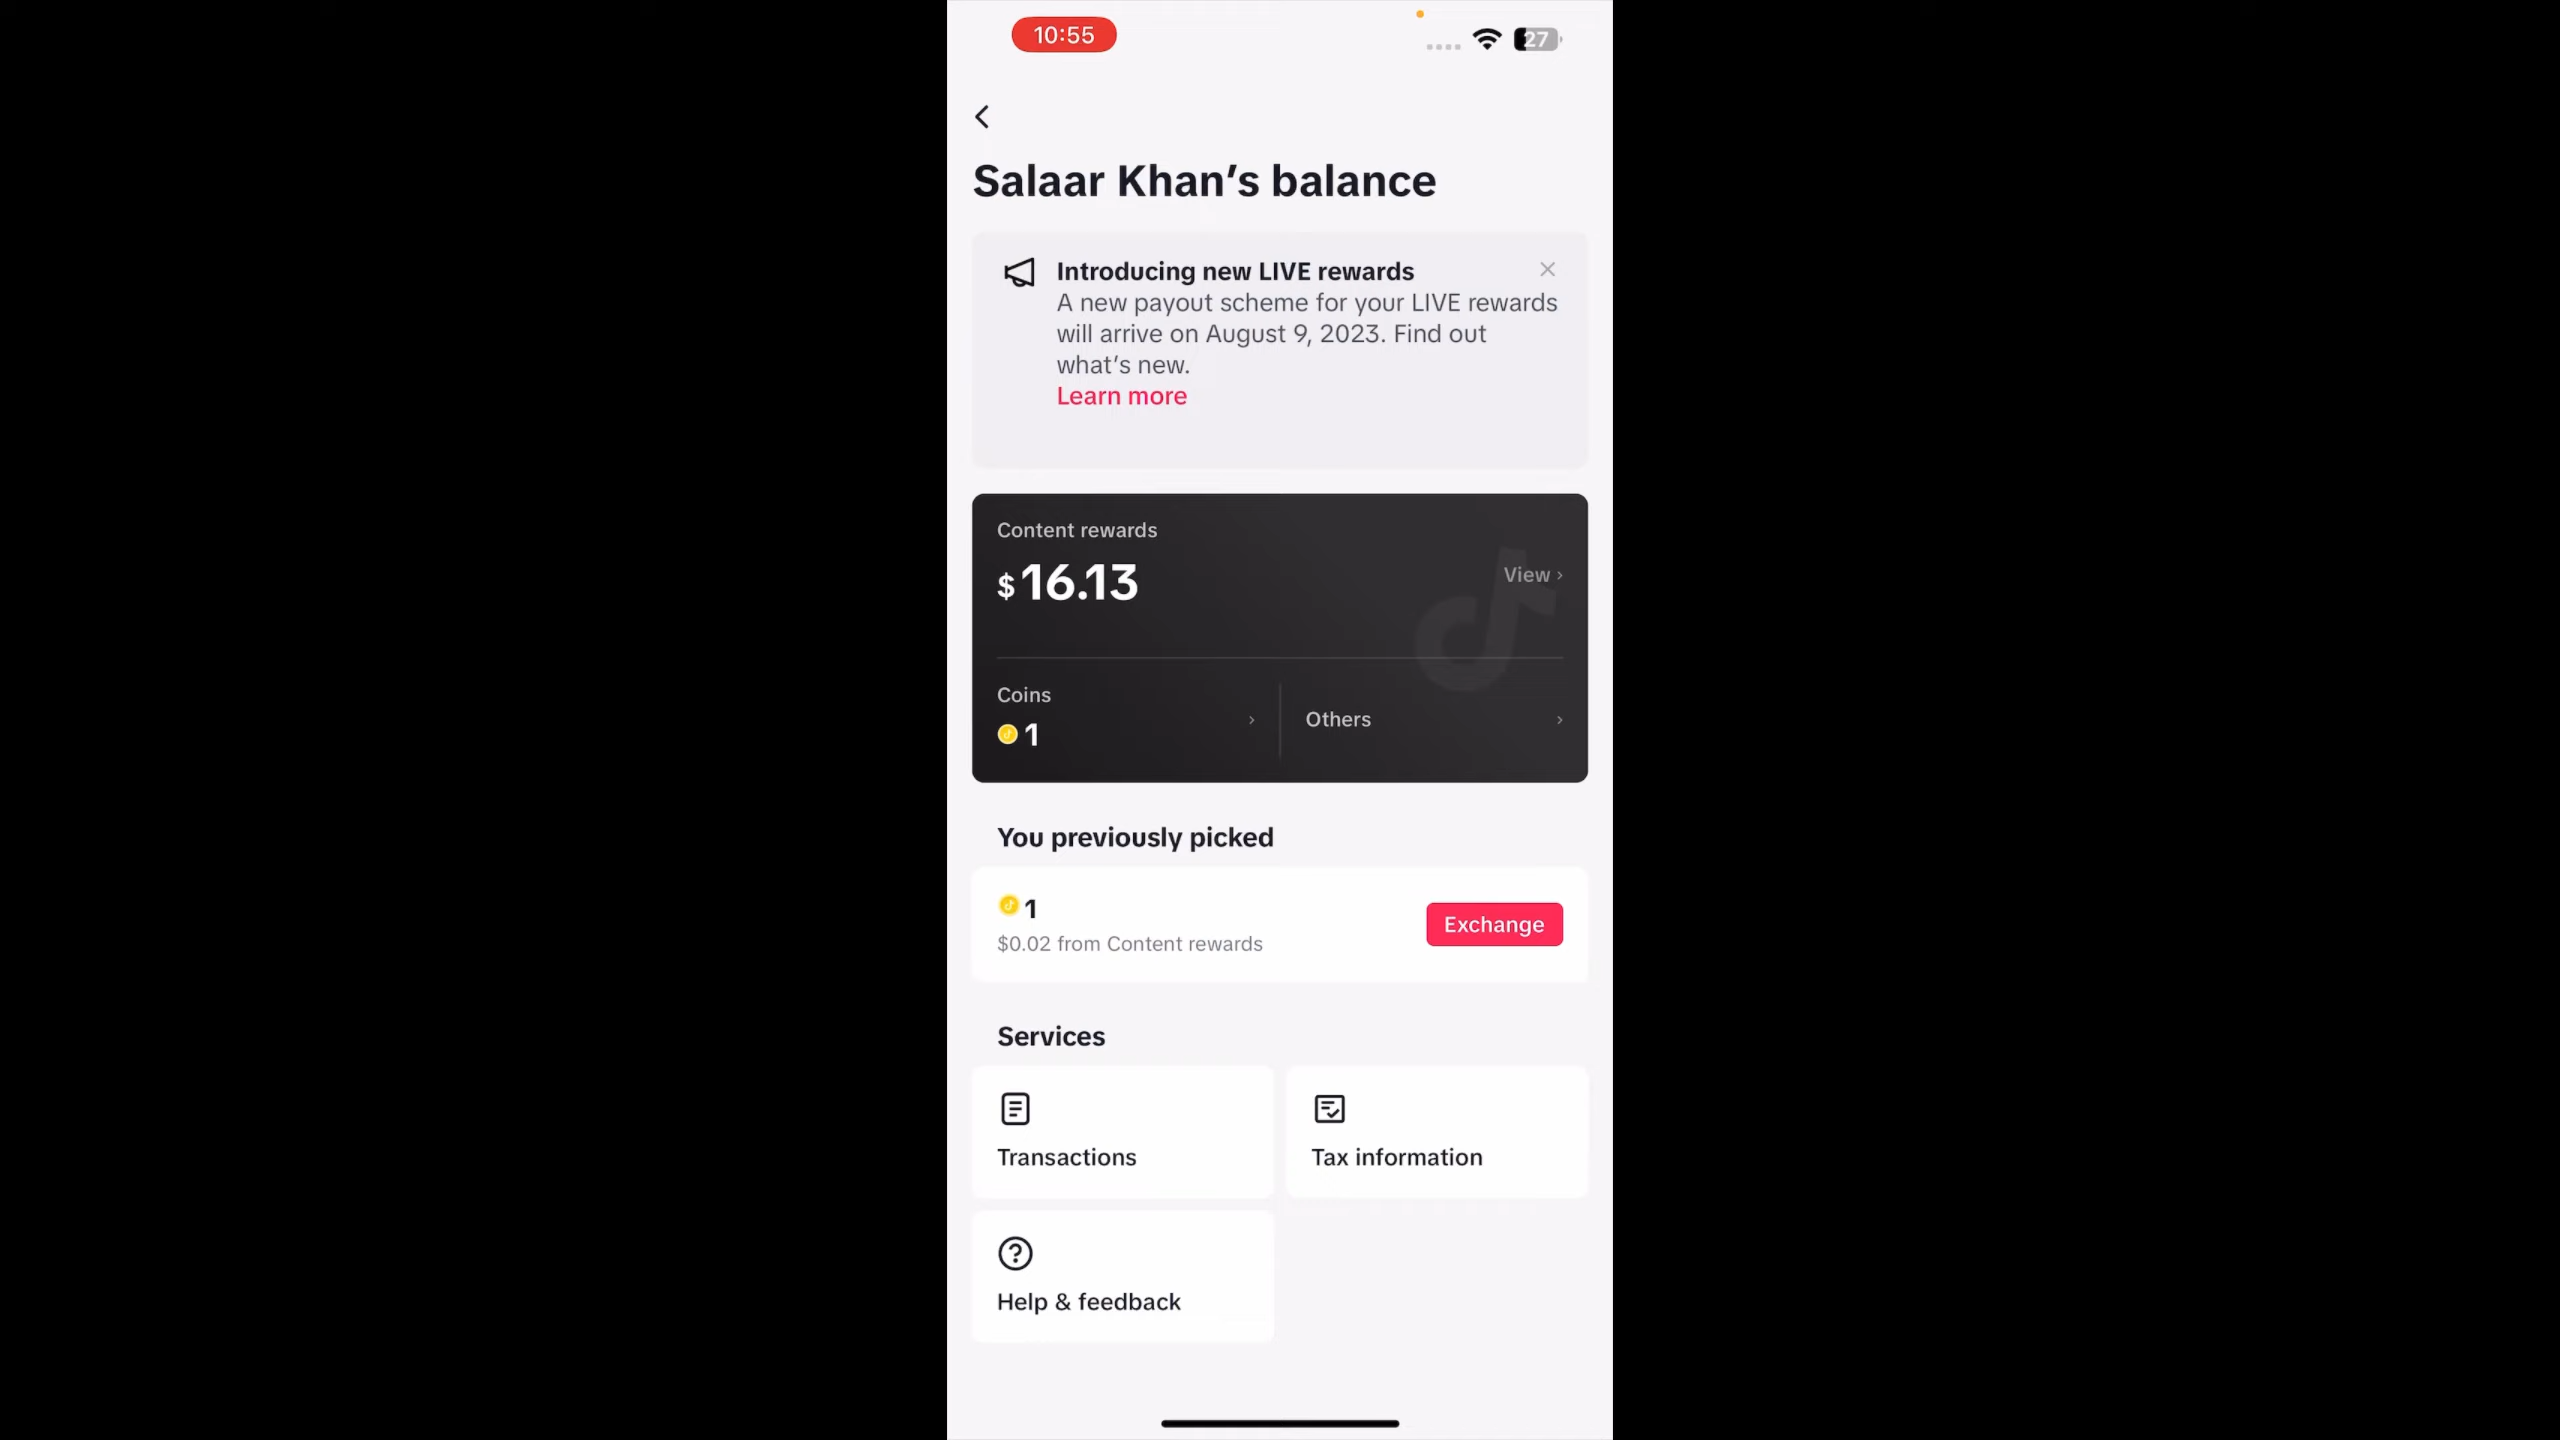 10:55
27
Salaar Khan’s balance
Introducing new LIVE rewards
A new payout scheme for your LIVE rewards
will arrive on August 9, 2023. Find out
what’s new.
Learn more
Content rewards
$16.13
View ›
Coins
1
Others
You previously picked
1
$0.02 from Content rewards
Exchange
Services
Transactions
Tax information
Help & feedback